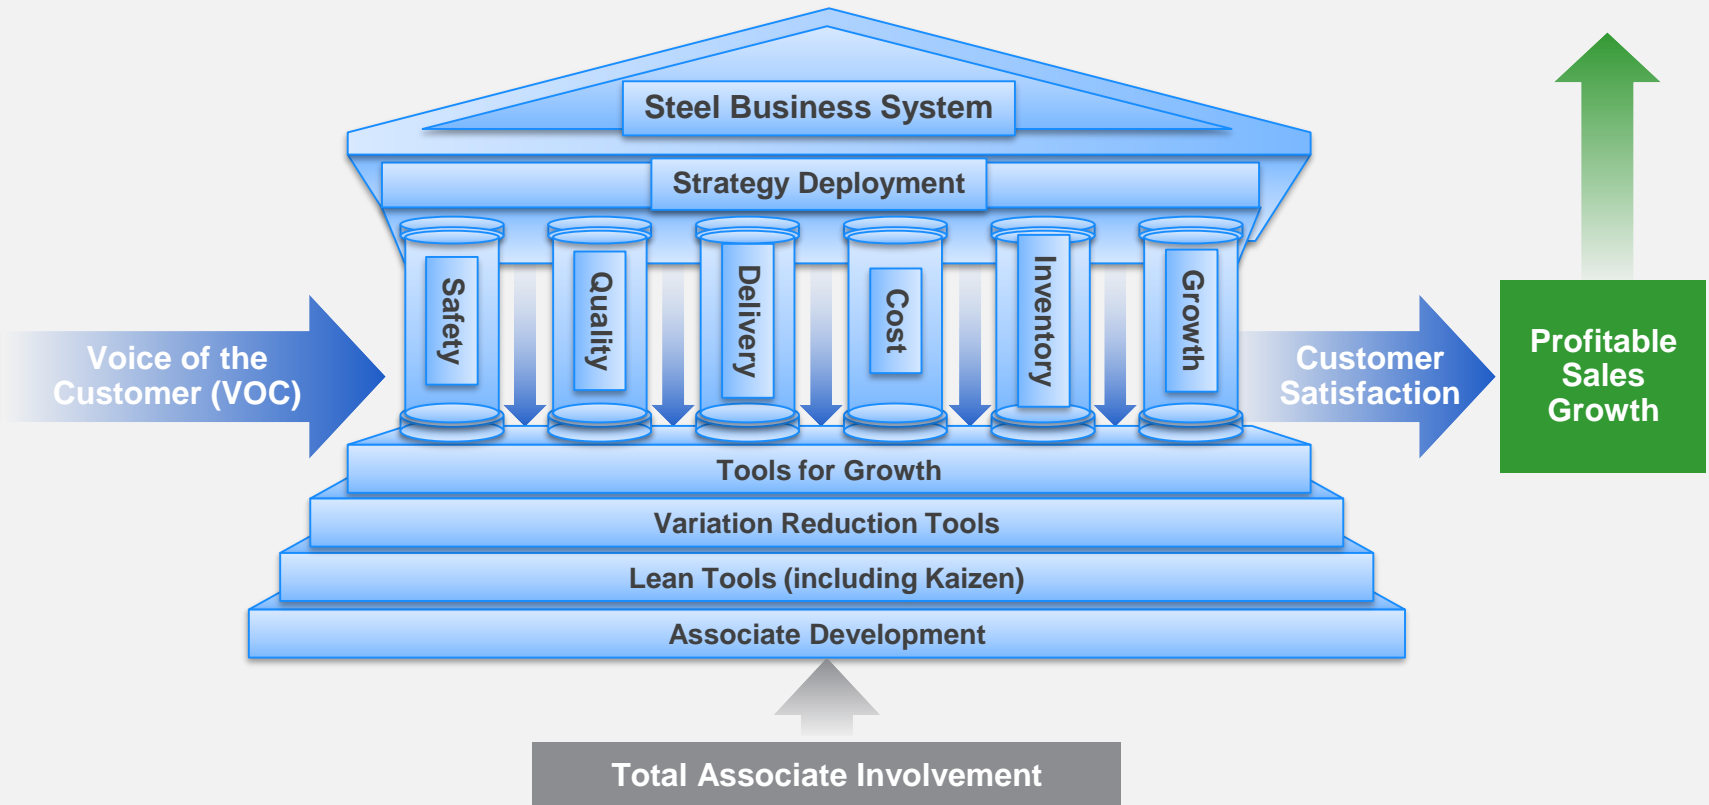 Steel Business System
Strategy Deployment
Safety
Quality
Delivery
Cost
Inventory
Growth
Voice of the
Customer (VOC)
Customer
Satisfaction
Profitable
Sales
Growth
Tools for Growth
Variation Reduction Tools
Lean Tools (including Kaizen)
Associate Development
Total Associate Involvement